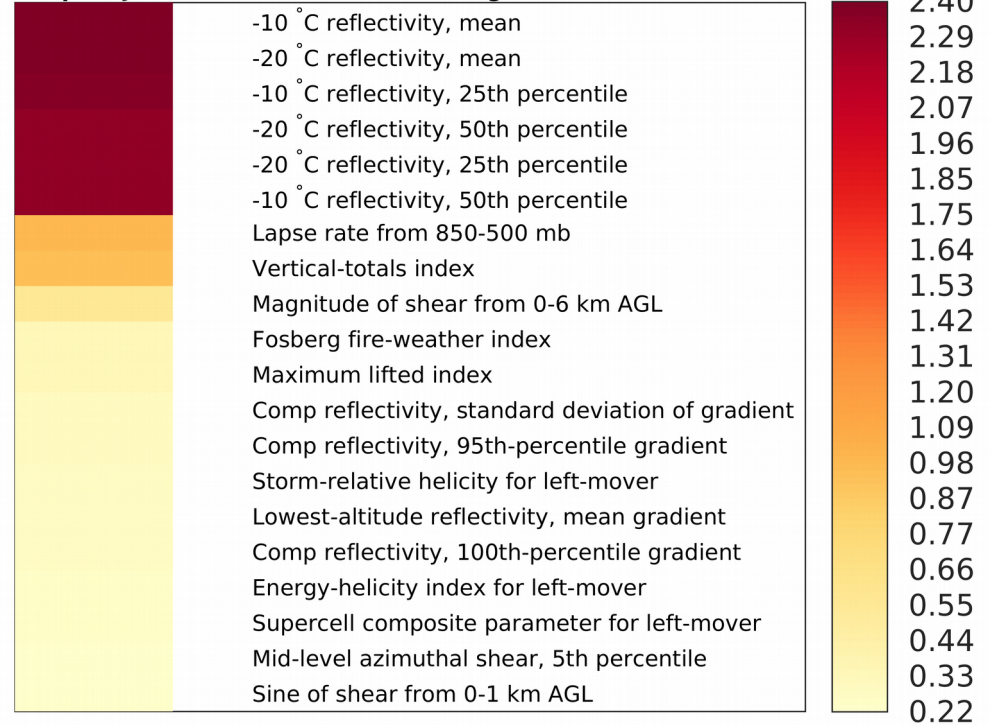 -10 °C reflectivity, mean
-20 °C reflectivity, mean
-10 °C reflectivity, 25th percentile
-20 °C reflectivity, 50th percentile
-20 °C reflectivity, 25th percentile
-10 °C reflectivity, 50th percentile
Lapse rate from 850-500 mb
Vertical-totals index
Magnitude of shear from 0-6 km AGL
Fosberg fire-weather index
Maximum lifted index
Comp reflectivity, standard deviation of gradient
Comp reflectivity, 95th-percentile gradient
Storm-relative helicity for left-mover
Lowest-altitude reflectivity, mean gradient
Comp reflectivity, 100th-percentile gradient
Energy-helicity index for left-mover
Supercell composite parameter for left-mover
Mid-level azimuthal shear, 5th percentile
Sine of shear from 0-1 km AGL
2.40
2.29
2.18
2.07
1.96
1.85
1.75
1.64
1.53
1.42
1.31
1.20
1.09
0.98
0.87
0.77
0.66
0.55
0.44
0.33
0.22